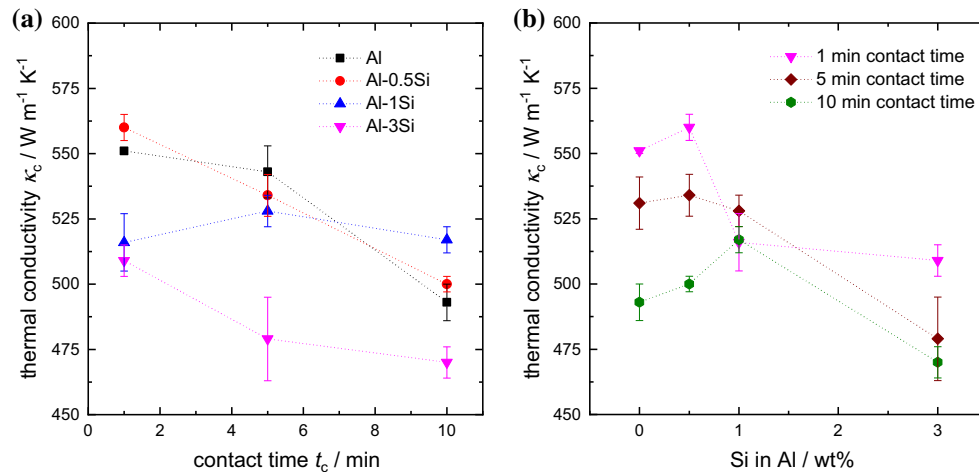 (a)
600
575
550
525
500
475
450
thermal conductivity κc / W m⁻¹ K⁻¹
Al
Al-0.5Si
Al-1Si
Al-3Si
0 2 4 6 8 10
contact time tc / min
(b)
600
575
550
525
500
475
450
thermal conductivity κc / W m⁻¹ K⁻¹
1 min contact time
5 min contact time
10 min contact time
0 1 2 3
Si in Al / wt%